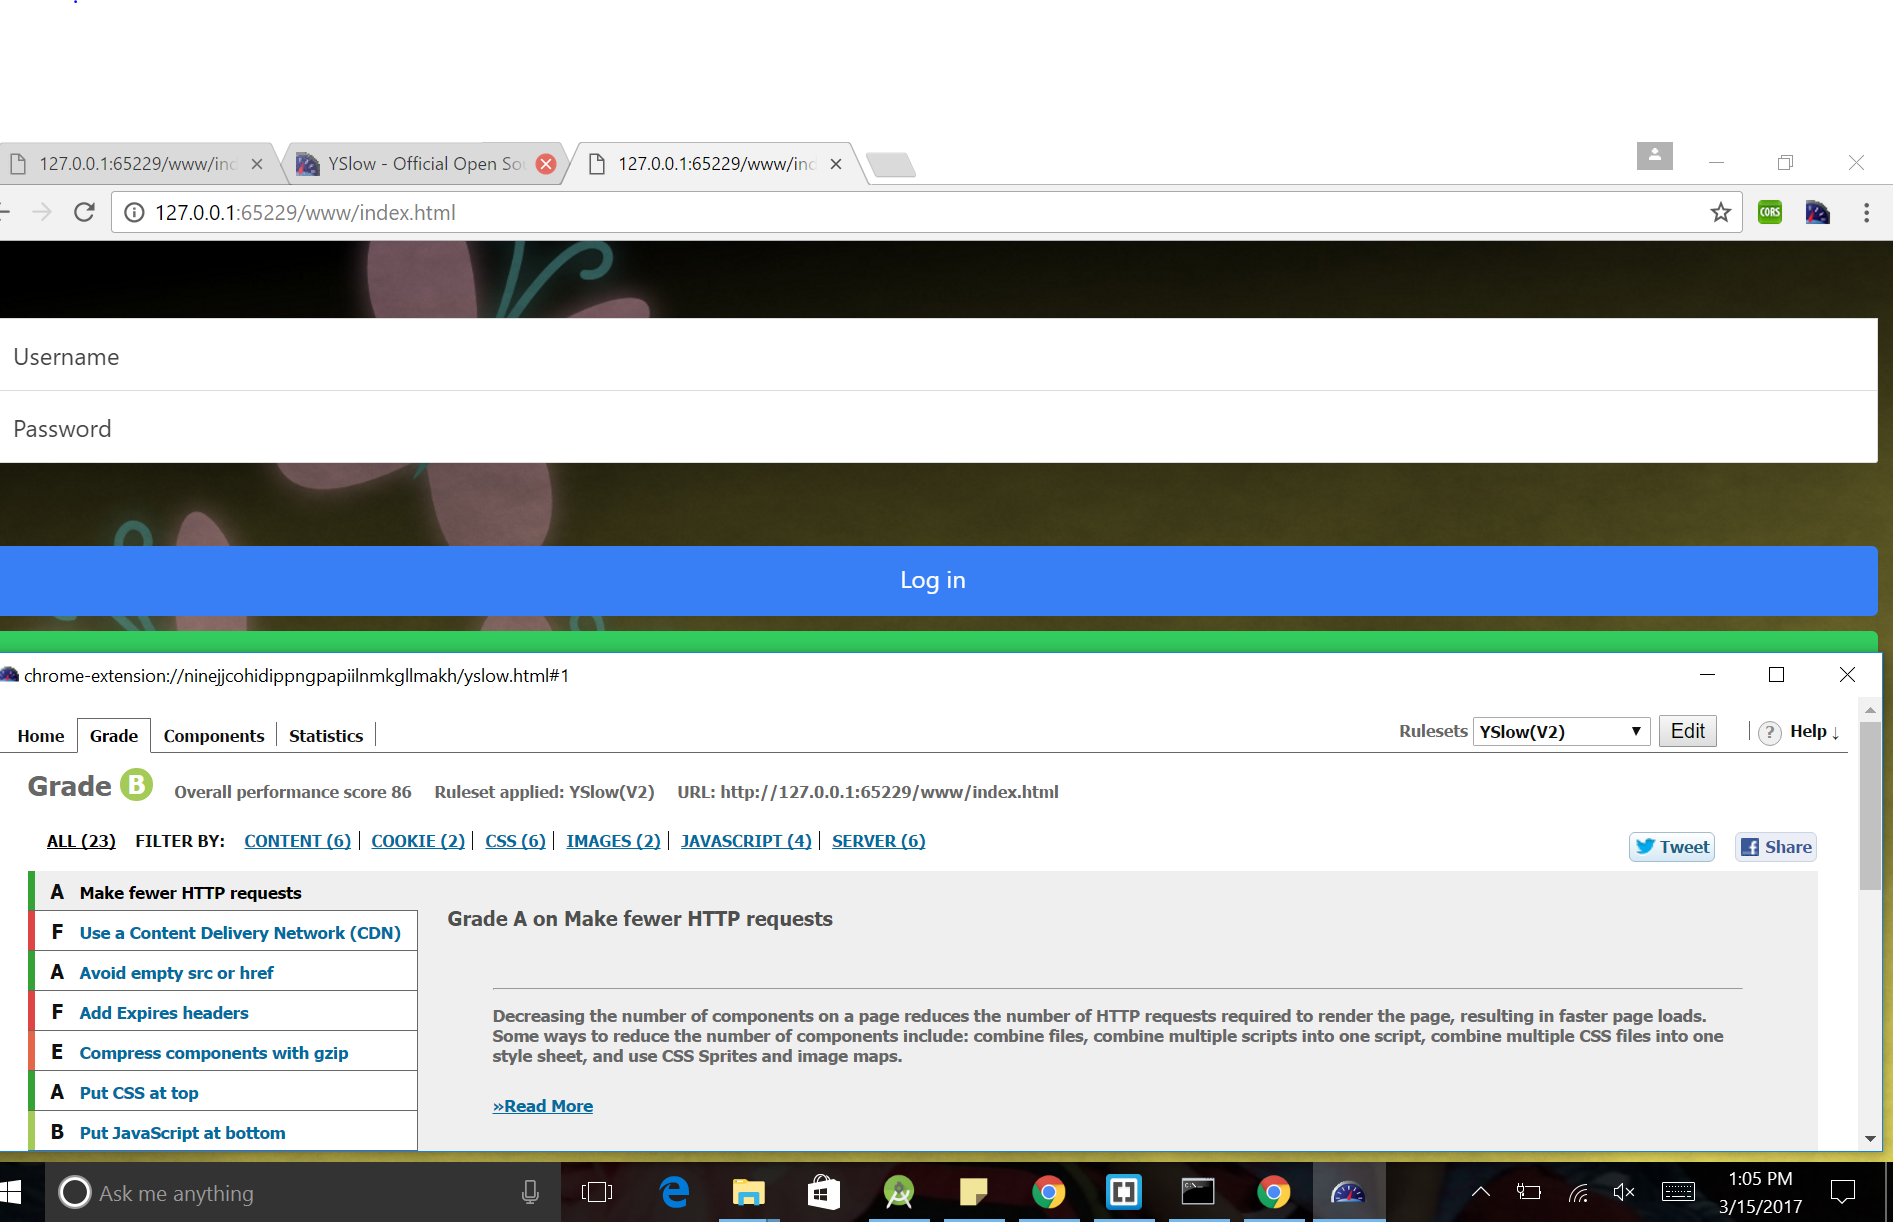 127.0.0.1:65229/www/ind
YSlow - Official Open Sou
127.0.0.1:65229/www/ind
127.0.0.1:65229/www/index.html
CORS
Username
Password
Log in
chrome-extension://ninejjcohidippngpapiilnmkgllmakh/yslow.html#1
Home
Grade
Components
Statistics
Rulesets
YSlow(V2)
Edit
?
Help ↓
Grade B
Overall performance score 86
Ruleset applied: YSlow(V2)
URL: http://127.0.0.1:65229/www/index.html
ALL (23)
FILTER BY:
CONTENT (6)
COOKIE (2)
CSS (6)
IMAGES (2)
JAVASCRIPT (4)
SERVER (6)
Tweet
Share
A Make fewer HTTP requests
F Use a Content Delivery Network (CDN)
A Avoid empty src or href
F Add Expires headers
E Compress components with gzip
A Put CSS at top
B Put JavaScript at bottom
Grade A on Make fewer HTTP requests
Decreasing the number of components on a page reduces the number of HTTP requests required to render the page, resulting in faster page loads.
Some ways to reduce the number of components include: combine files, combine multiple scripts into one script, combine multiple CSS files into one
style sheet, and use CSS Sprites and image maps.
»Read More
Ask me anything
1:05 PM
3/15/2017